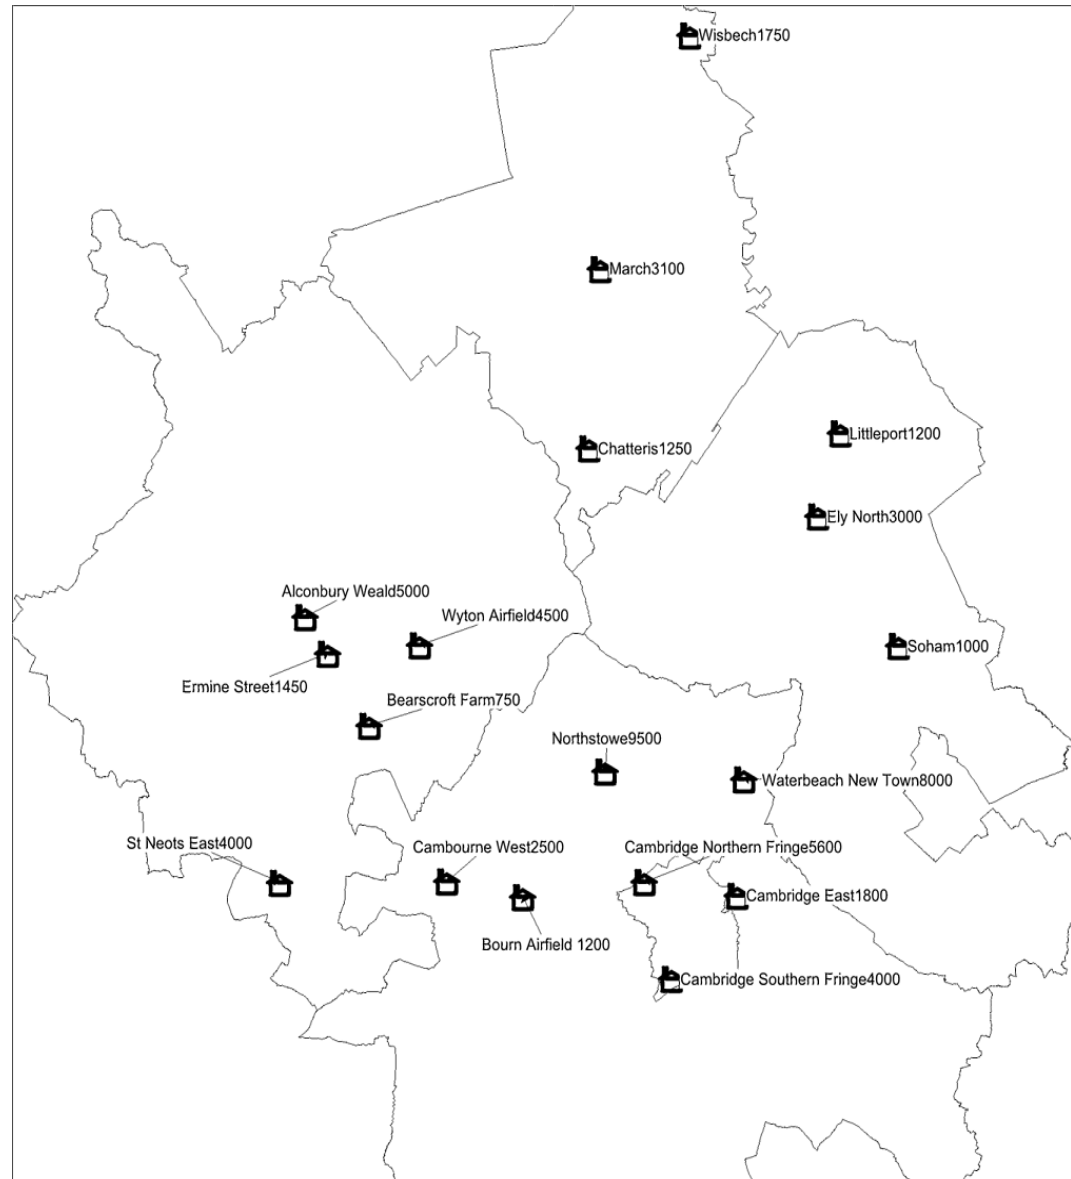 Wisbech1750
March3100
Littleport1200
Chatteris1250
Ely North3000
Alconbury Weald5000
Wyton Airfield4500
Soham1000
Ermine Street1450
Bearscroft Farm750
Northstowe9500
Waterbeach New Town8000
St Neots East4000
Cambourne West2500
Cambridge Northern Fringe5600
Cambridge East1800
Bourn Airfield 1200
Cambridge Southern Fringe4000